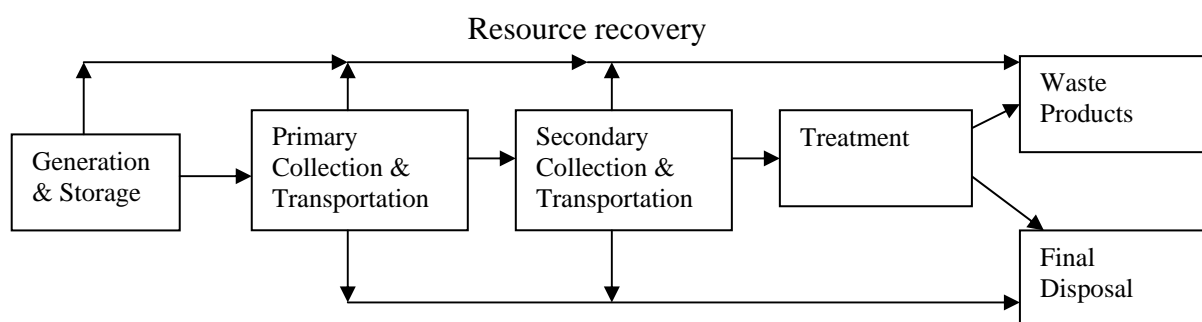 Resource recovery
Generation
& Storage
Primary
Collection &
Transportation
Secondary
Collection &
Transportation
Treatment
Waste
Products
Final
Disposal